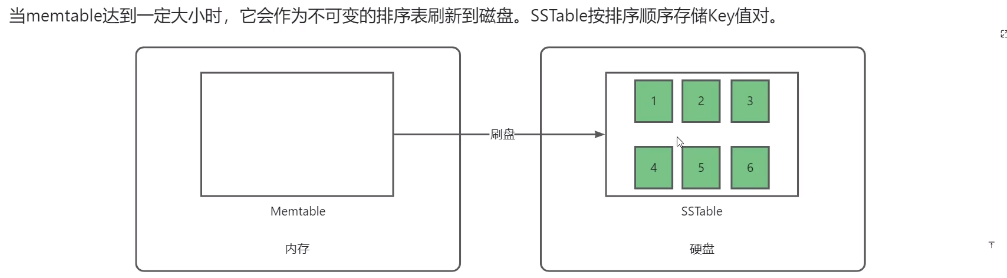 当memtable达到一定大小时，它会作为不可变的排序表刷新到磁盘。SSTable按排序顺序存储Key值对。
1 2 3
刷盘
4 5 6
Memtable SSTable
内存 硬盘